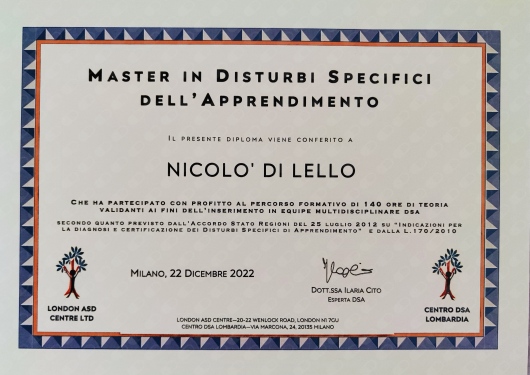 MASTER IN DISTURBI SPECIFICI
DELL'APPRENDIMENTO
IL PRESENTE DIPLOMA VIENE CONFERITO A
NICOLO' DI LELLO
CHE HA PARTECIPATO CON PROFITTO AL PERCORSO FORMATIVO DI 140 ORE DI TEORIA
VALIDANTI AI FINI DELL'INSERIMENTO IN EQUIPE MULTIDISCIPLINARE DSA
SECONDO QUANTO PREVISTO DALL'ACCORDO STATO REGIONI DEL 25 LUGLIO 2012 SU "INDICAZIONI PER
LA DIAGNOSI E CERTIFICAZIONE DEI DISTURBI SPECIFICI DI APPRENDIMENTO" E DALLA L.170/2010
MILANO, 22 DICEMBRE 2022
DOTT.SSA ILARIA CITO
ESPERTA DSA
LONDON ASD
CENTRE LTD
CENTRO DSA
LOMBARDIA
LONDON ASD CENTRE–20-22 WENLOCK ROAD, LONDON N1 7GU
CENTRO DSA LOMBARDIA–VIA MARCONA, 24, 20135 MILANO